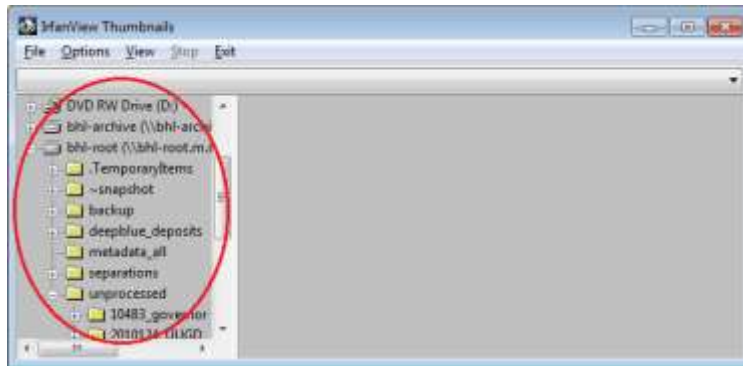 IrfanView Thumbnails
File Options View Stop Exit
DVD RW Drive (D:)
bhl-archive (\\bhl-archi
bhl-root (\\bhl-root.m.
.TemporaryItems
~snapshot
backup
deepblue_deposits
metadata_all
separations
unprocessed
10483_governor